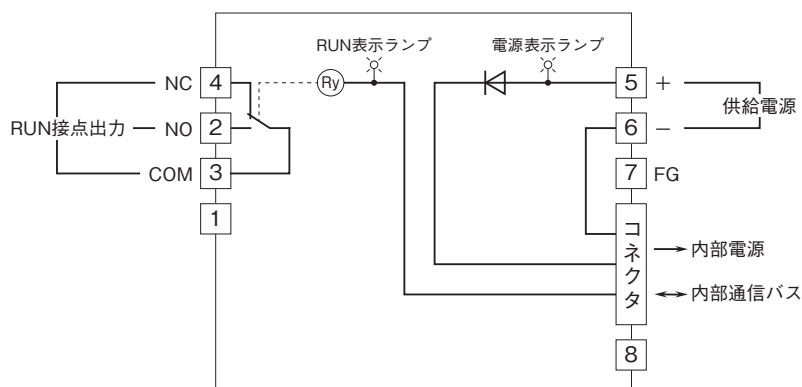 RUN表示ランプ
電源表示ランプ
NC 4
Ry
5 +
供給電源
RUN接点出力
NO 2
6 −
COM 3
7 FG
1
コネクタ
内部電源
内部通信バス
8